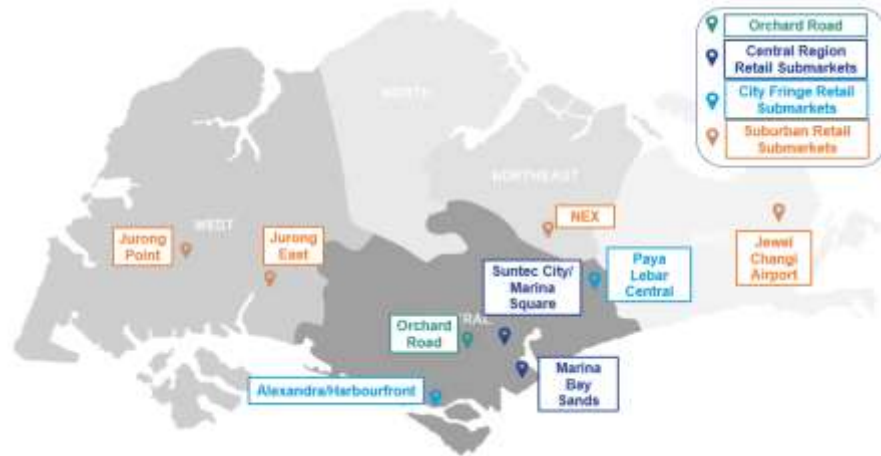 Orchard Road
Central Region
Retail Submarkets
City Fringe Retail
Submarkets
Suburban Retail
Submarkets
NORTH
NORTHEAST
WEST
NEX
Jurong
Point
Jurong
East
Jewel
Changi
Airport
Suntec City/
Marina
Square
Paya
Lebar
Central
Orchard
Road
Marina
Bay
Sands
Alexandra/Harbourfront